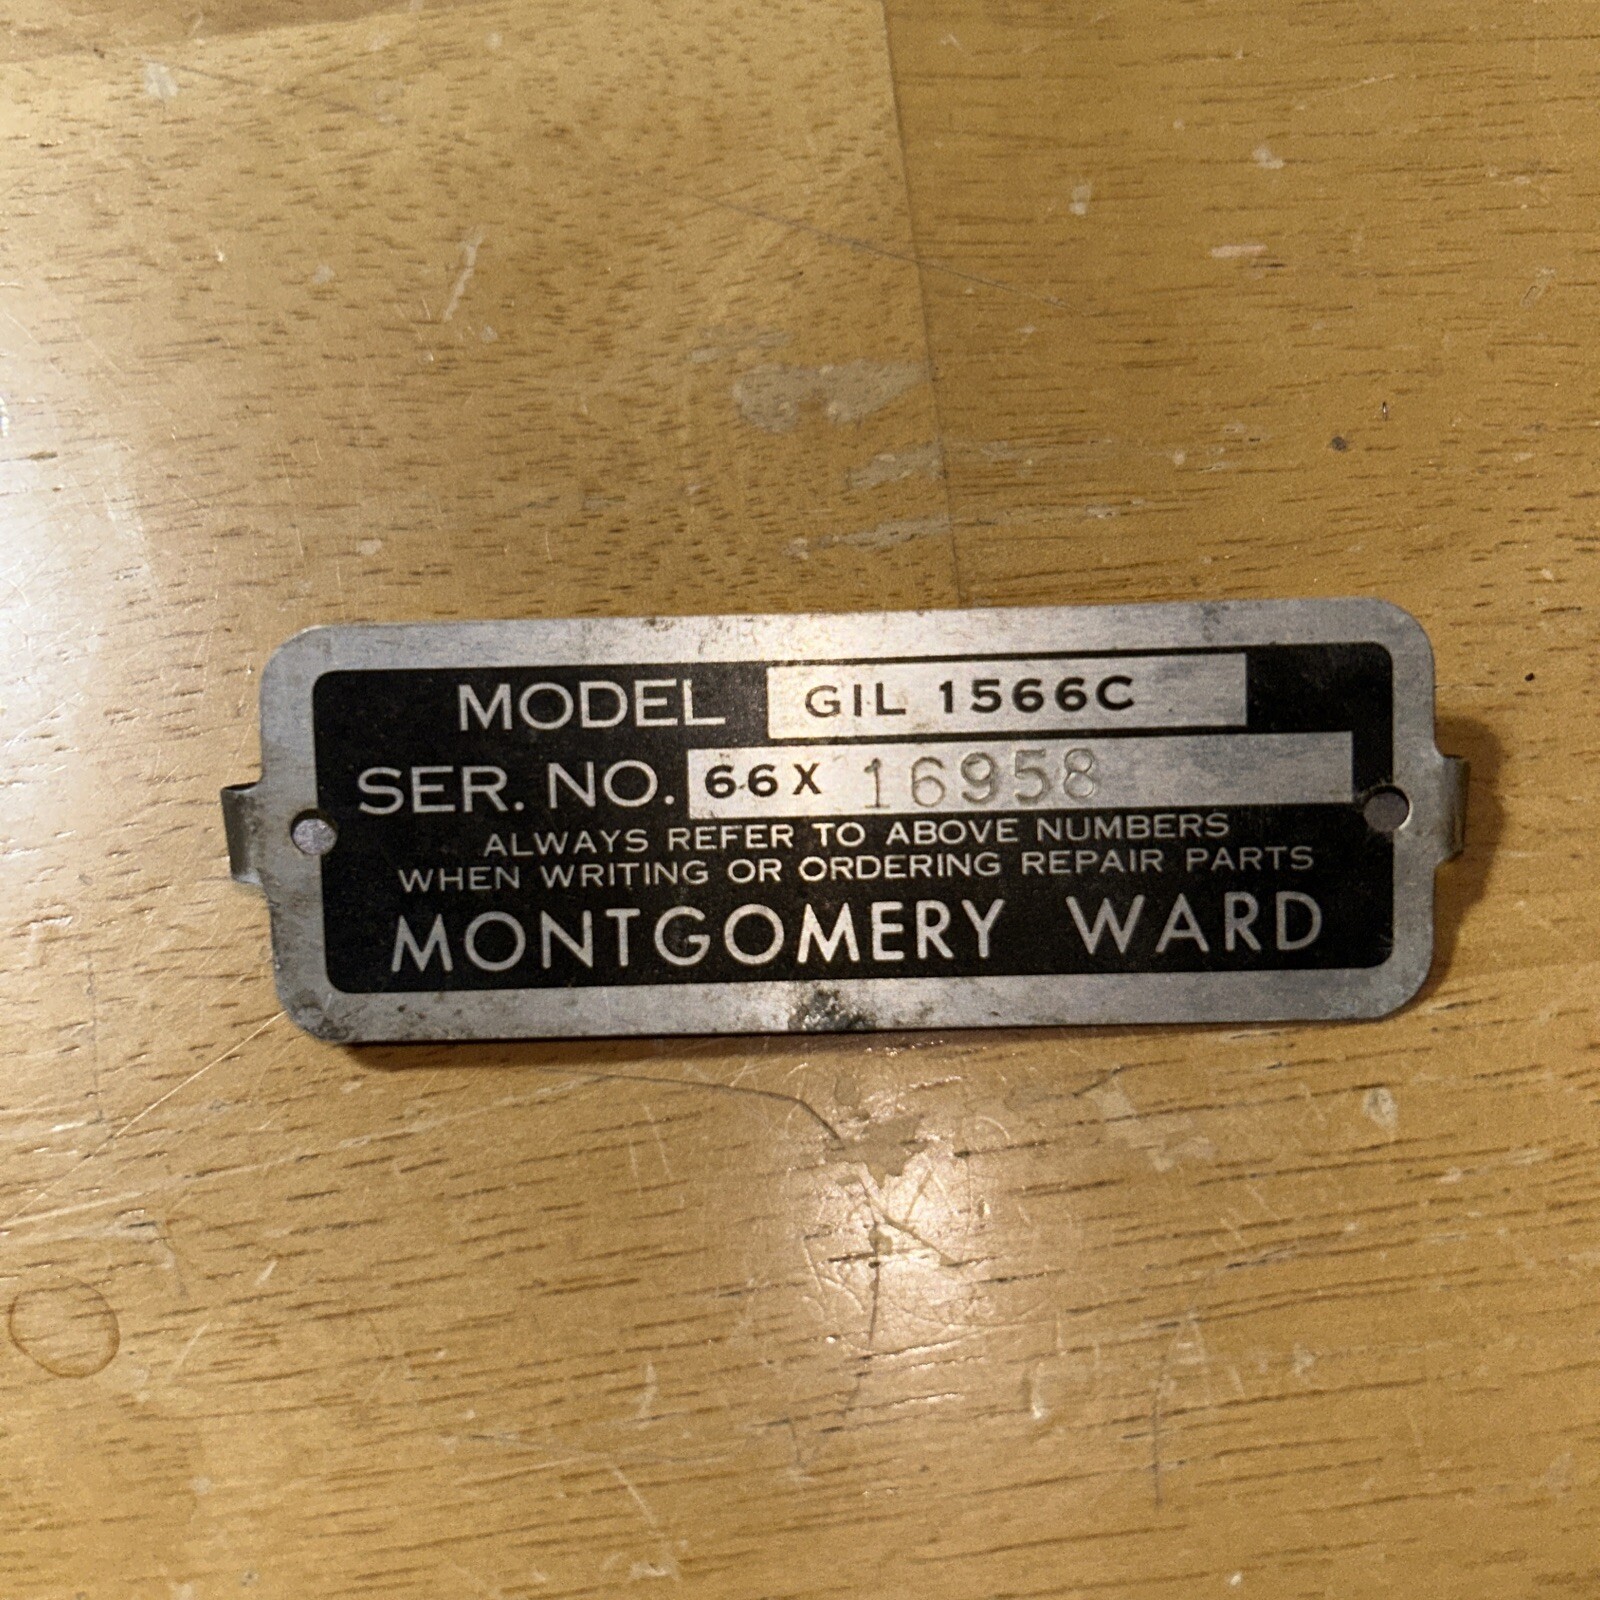 MODEL GIL 1566C
SER. NO. 66X 16958
ALWAYS REFER TO ABOVE NUMBERS
WHEN WRITING OR ORDERING REPAIR PARTS
MONTGOMERY WARD